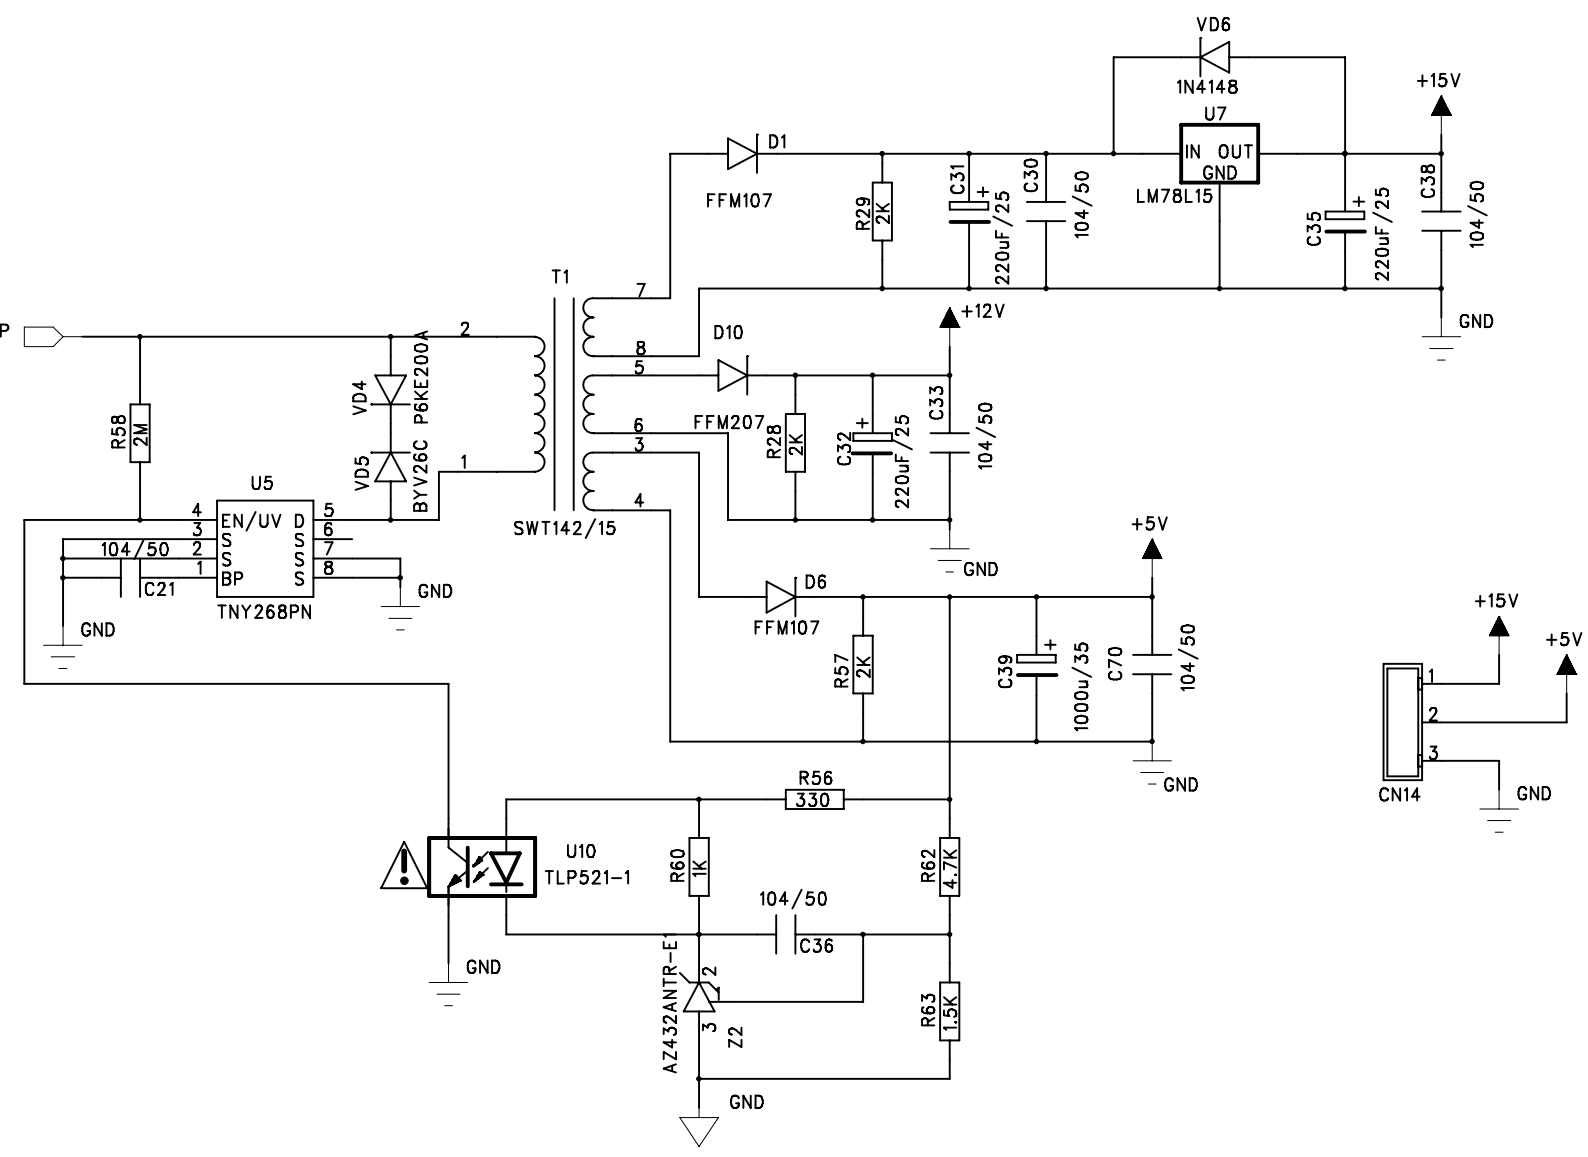 VD6
1N4148
+15V
U7
IN OUT
GND
LM78L15
D1
FFM107
R29
2K
C31
+
220uF/25
C30
104/50
C35
+
220uF/25
C38
104/50
GND
T1
7
8
5
6
3
4
2
1
SWT142/15
P
R58
2M
VD4
P6KE200A
VD5
BYV26C
D10
FFM207
+12V
R28
2K
C32
+
220uF/25
C33
104/50
GND
U5
4
3
2
1
EN/UV D
S S
S S
BP S
5
6
7
8
TNY268PN
104/50
C21
GND
GND
D6
FFM107
+5V
R57
2K
C39
+
1000u/35
C70
104/50
GND
+15V
+5V
1
2
3
CN14
GND
R56
330
U10
TLP521-1
R60
1K
R62
4.7K
104/50
C36
GND
AZ432ANTR-E1
2
1
3
Z2
R63
1.5K
GND